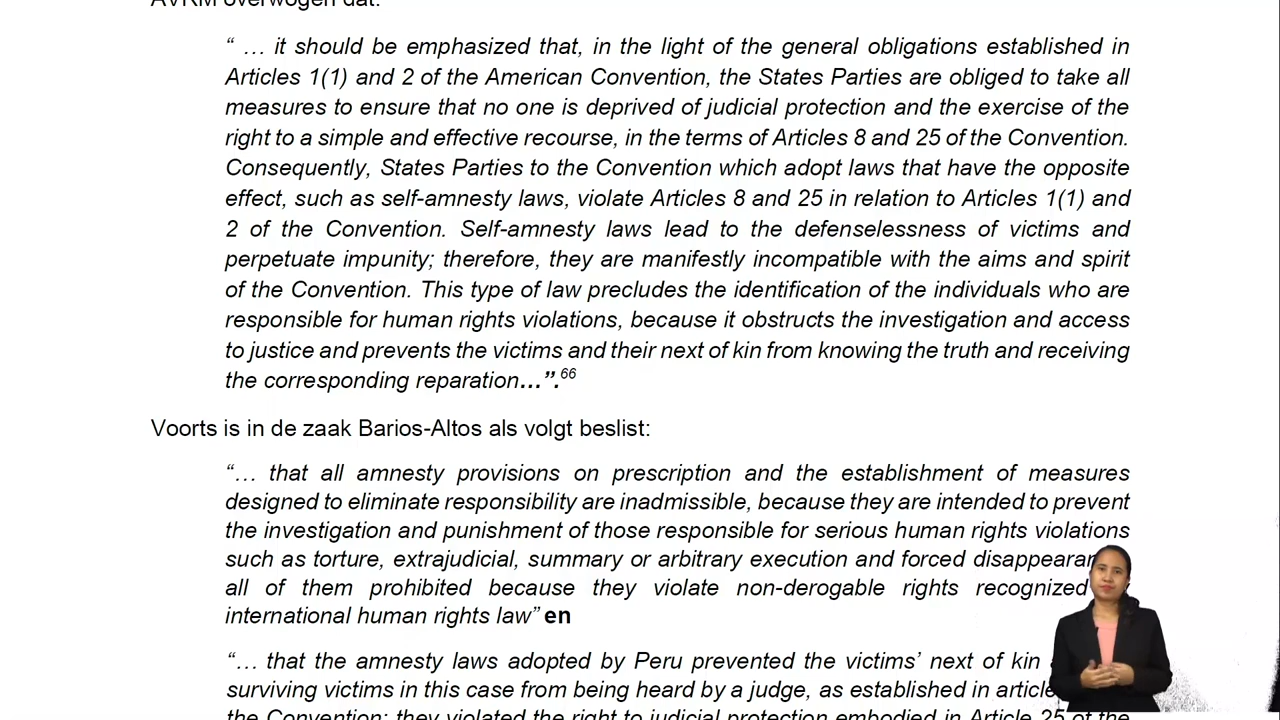 AVRM overwogen dat:
“ … it should be emphasized that, in the light of the general obligations established in
Articles 1(1) and 2 of the American Convention, the States Parties are obliged to take all
measures to ensure that no one is deprived of judicial protection and the exercise of the
right to a simple and effective recourse, in the terms of Articles 8 and 25 of the Convention.
Consequently, States Parties to the Convention which adopt laws that have the opposite
effect, such as self-amnesty laws, violate Articles 8 and 25 in relation to Articles 1(1) and
2 of the Convention. Self-amnesty laws lead to the defenselessness of victims and
perpetuate impunity; therefore, they are manifestly incompatible with the aims and spirit
of the Convention. This type of law precludes the identification of the individuals who are
responsible for human rights violations, because it obstructs the investigation and access
to justice and prevents the victims and their next of kin from knowing the truth and receiving
the corresponding reparation…”.66
Voorts is in de zaak Barios-Altos als volgt beslist:
“… that all amnesty provisions on prescription and the establishment of measures
designed to eliminate responsibility are inadmissible, because they are intended to prevent
the investigation and punishment of those responsible for serious human rights violations
such as torture, extrajudicial, summary or arbitrary execution and forced
all of them prohibited because they violate non-derogable rights recognized
international human rights law” en
“… that the amnesty laws adopted by Peru prevented the victims’ next of kin
surviving victims in this case from being heard by a judge, as established in
the Convention; they violated the right to judicial protection embodied in Article 25 of the